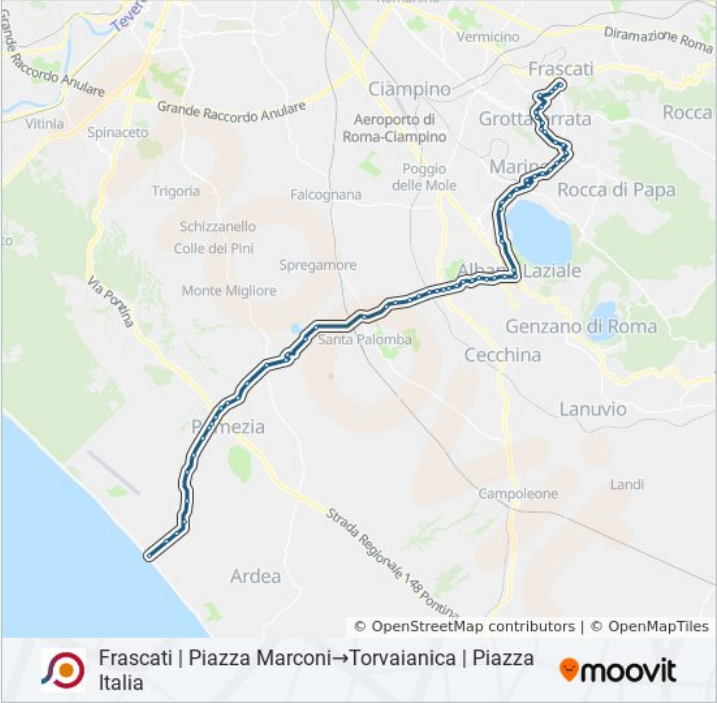 Romanina
Tevere
Grande Raccordo Anulare
Vermicino
Diramazione Roma
Frascati
Ciampino
Grande Raccordo Anulare
Grottaferrata
Rocca
Vitinia
Spinaceto
Aeroporto di
Roma-Ciampino
Marino
Poggio
delle Mole
Trigoria
Falcognana
Rocca di Papa
Schizzanello
Colle dei Pini
to
Spregamore
Albano Laziale
Via Pontina
Monte Migliore
Genzano di Roma
Santa Palomba
Cecchina
Lanuvio
Pomezia
Landi
Campoleone
Strada Regionale 148 Pontina
Ardea
© OpenStreetMap contributors | © OpenMapTiles
Frascati | Piazza Marconi→Torvaianica | Piazza
Italia
moovit